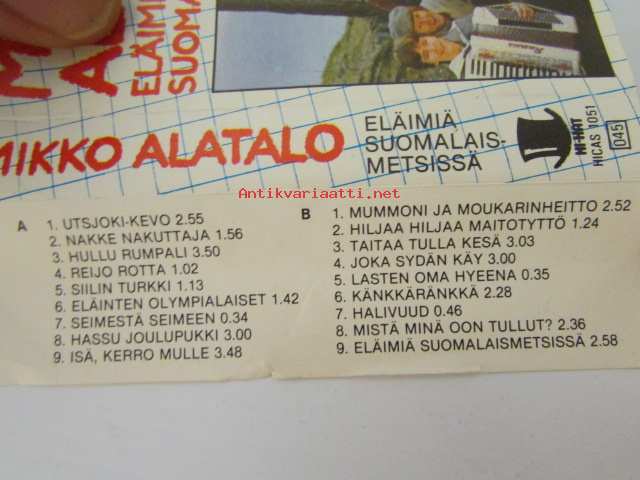 ELÄIMI
SUOMA
MIKKO ALATALO
ELÄIMIÄ
SUOMALAIS-
METSISSÄ
HI-HAT
HICAS 1051
045
Antikvariaatti.net
A
1. UTSJOKI-KEVO 2.55
2. NAKKE NAKUTTAJA 1.56
3. HULLU RUMPALI 3.50
4. REIJO ROTTA 1.02
5. SIILIN TURKKI 1.13
6. ELÄINTEN OLYMPIALAISET 1.42
7. SEIMESTÄ SEIMEEN 0.34
8. HASSU JOULUPUKKI 3.00
9. ISÄ, KERRO MULLE 3.48
B
1. MUMMONI JA MOUKARINHEITTO 2.52
2. HILJAA HILJAA MAITOTYTTÖ 1.24
3. TAITAA TULLA KESÄ 3.03
4. JOKA SYDÄN KÄY 3.00
5. LASTEN OMA HYEENA 0.35
6. KÄNKKÄRÄNKKÄ 2.28
7. HALIVUUD 0.46
8. MISTÄ MINÄ OON TULLUT? 2.36
9. ELÄIMIÄ SUOMALAISMETSISSÄ 2.58